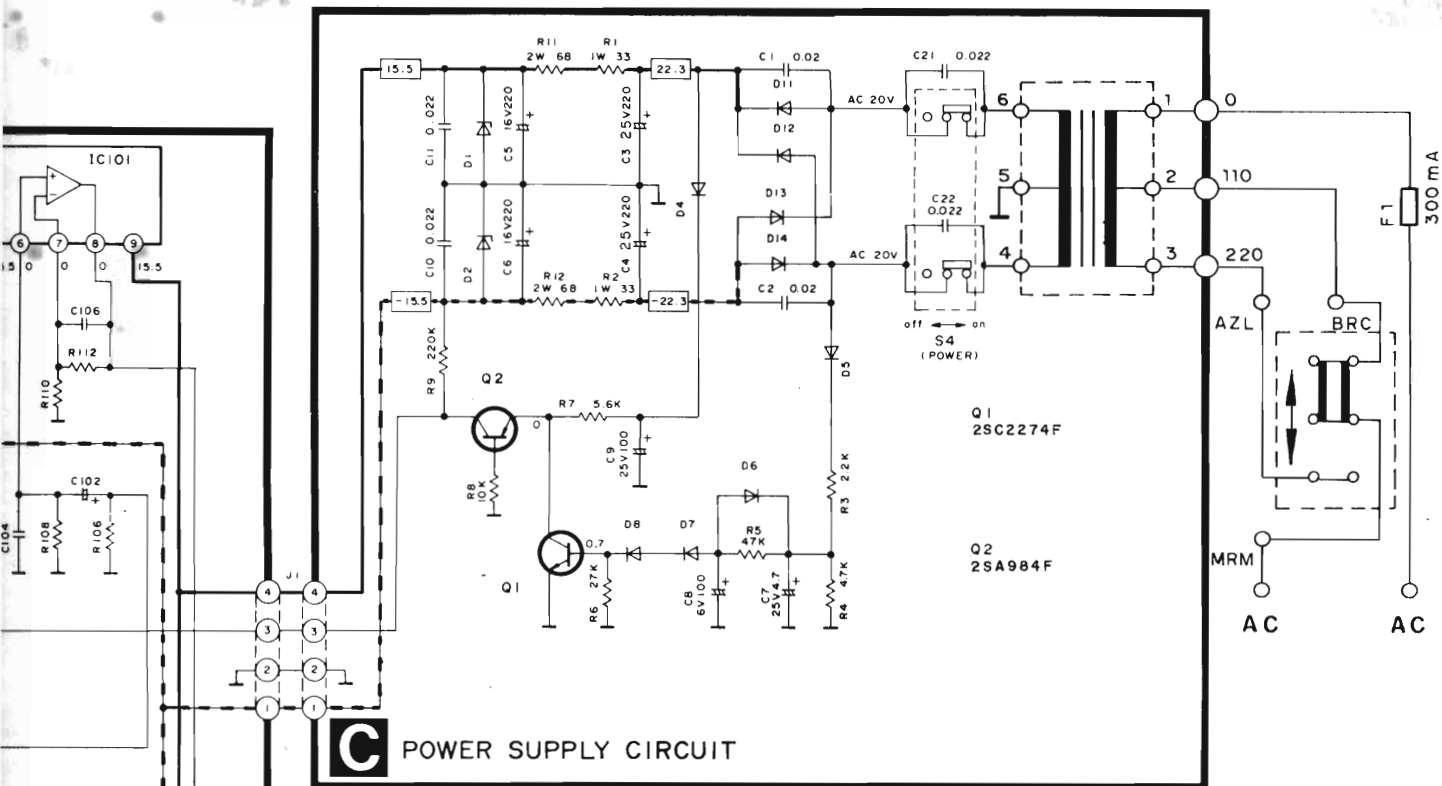 IC101
+
−
6
7
8
9
0
0
0
15.5
C106
R112
R110
C102
+
C104
R108
R106
J1
4
4
3
3
2
2
1
1
15.5
R11
2W 68
R1
1W 33
22.3
C11 0.022
D1
C5 16V220
+
C3 25V220
+
D4
C10 0.022
D2
C6 16V220
+
C4 25V220
+
-15.5
R12
2W 68
R2
1W 33
-22.3
C1 0.02
D11
D12
D13
D14
C2 0.02
AC 20V
AC 20V
C21 0.022
C22
0.022
off on
S4
(POWER)
6
5
4
1
2
3
0
110
220
F1
300mA
AZL
BRC
MRM
AC
AC
R9 220K
Q2
R7 5.6K
0
R8
10K
C9
25V100
+
D5
R3 2.2K
D6
R5
47K
D8
D7
0.7
Q1
R6 27K
C8
6V100
+
C7
25V4.7
+
R4 4.7K
Q1
2SC2274F
Q2
2SA984F
C POWER SUPPLY CIRCUIT